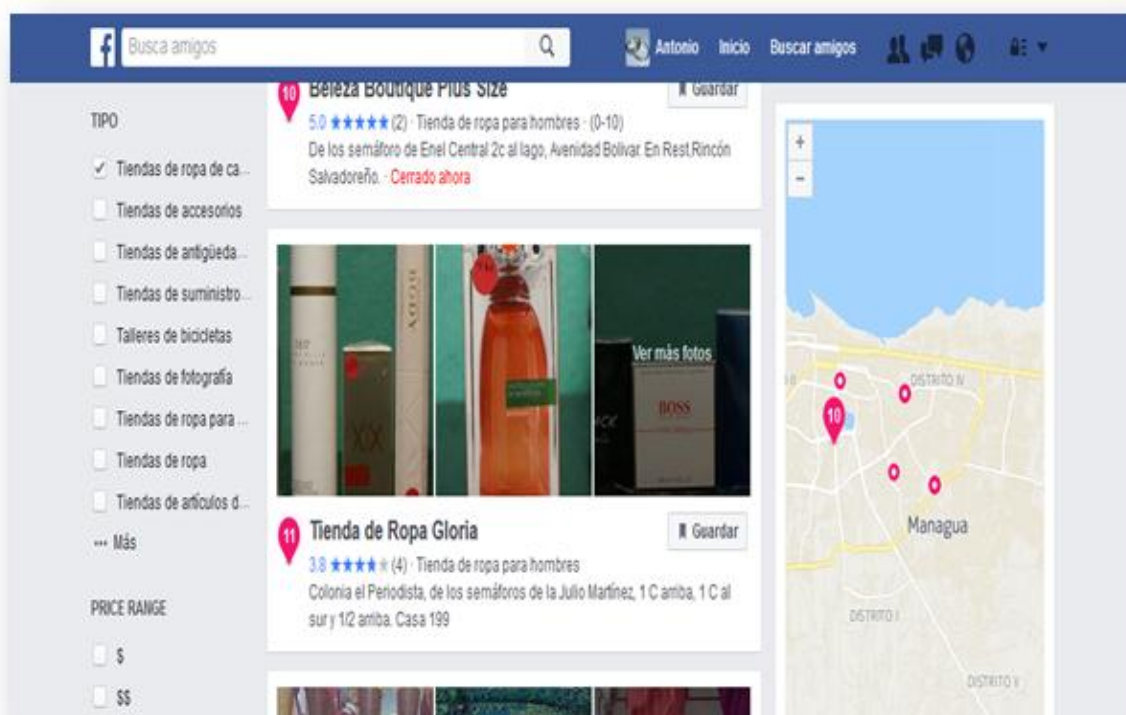 f
Busca amigos
Antonio Inicio Buscar amigos
TIPO
Tiendas de ropa de ca...
Tiendas de accesorios
Tiendas de antigüeda...
Tiendas de suministro...
Talleres de bicicletas
Tiendas de fotografía
Tiendas de ropa para ...
Tiendas de ropa
Tiendas de artículos d...
••• Más
PRICE RANGE
$
$$
10 Beleza Boutique Plus Size
Guardar
5.0 ★★★★★ (2) · Tienda de ropa para hombres · (0-10)
De los semáforo de Enel Central 2c al lago, Avenidad Bolivar. En Rest,Rincón
Salvadoreño. · Cerrado ahora
BODY
XX
Ver más fotos
BOSS
11 Tienda de Ropa Gloria
Guardar
3.8 ★★★★★ (4) · Tienda de ropa para hombres
Colonia el Periodista, de los semáforos de la Julio Martínez, 1 C arriba, 1 C al
sur y 1/2 arriba. Casa 199
+
−
DISTRITO IV
10
Managua
DISTRITO I
DISTRITO V